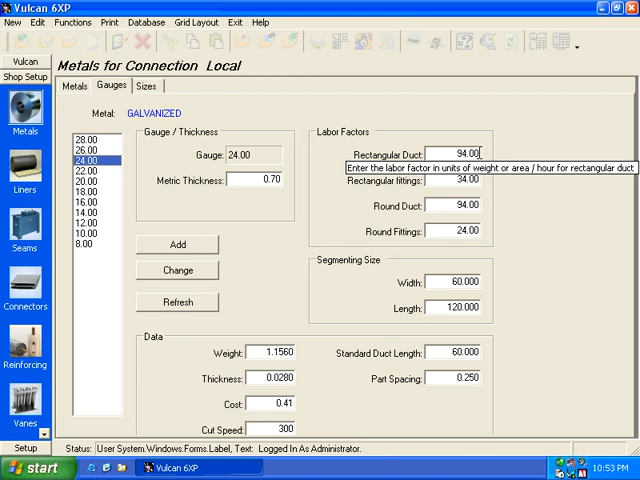 Vulcan 6XP
New Edit Functions Print Database Grid Layout Exit Help
Vulcan
Shop Setup
Metals
Liners
Seams
Connectors
Reinforcing
Vanes
Setup
Metals for Connection Local
Metals Gauges Sizes
Metal: GALVANIZED
28.00
26.00
24.00
22.00
20.00
18.00
16.00
14.00
12.00
10.00
8.00
Gauge / Thickness
Gauge: 24.00
Metric Thickness: 0.70
Add
Change
Refresh
Labor Factors
Rectangular Duct: 94.00
Enter the labor factor in units of weight or area / hour for rectangular duct
Rectangular fittings: 34.00
Round Duct: 94.00
Round Fittings: 24.00
Segmenting Size
Width: 60.000
Length: 120.000
Data
Weight: 1.1560
Thickness: 0.0280
Cost: 0.41
Cut Speed: 300
Standard Duct Length: 60.000
Part Spacing: 0.250
Status: User System.Windows.Forms.Label, Text: Logged In As Administrator.
start
Vulcan 6XP
10:53 PM